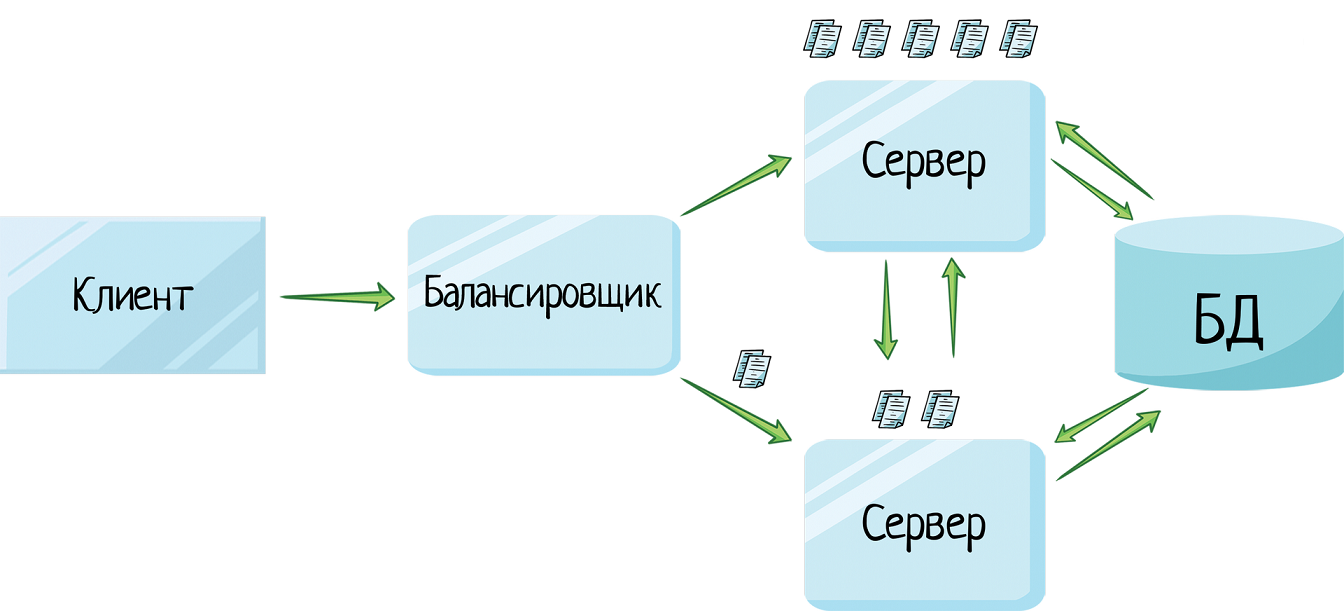 Клиент
Балансировщик
Сервер
Сервер
БД